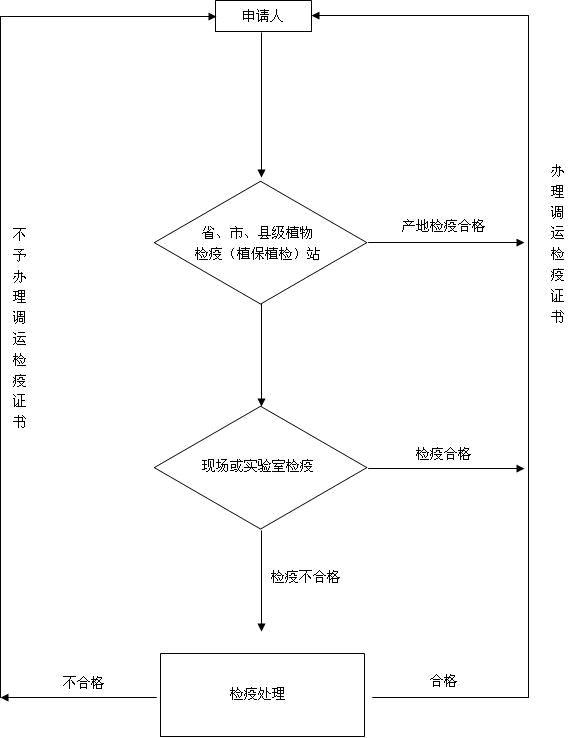 申请人
省、市、县级植物
检疫（植保植检）站
产地检疫合格
办理调运检疫证书
不予办理调运检疫证书
现场或实验室检疫
检疫合格
检疫不合格
不合格
检疫处理
合格